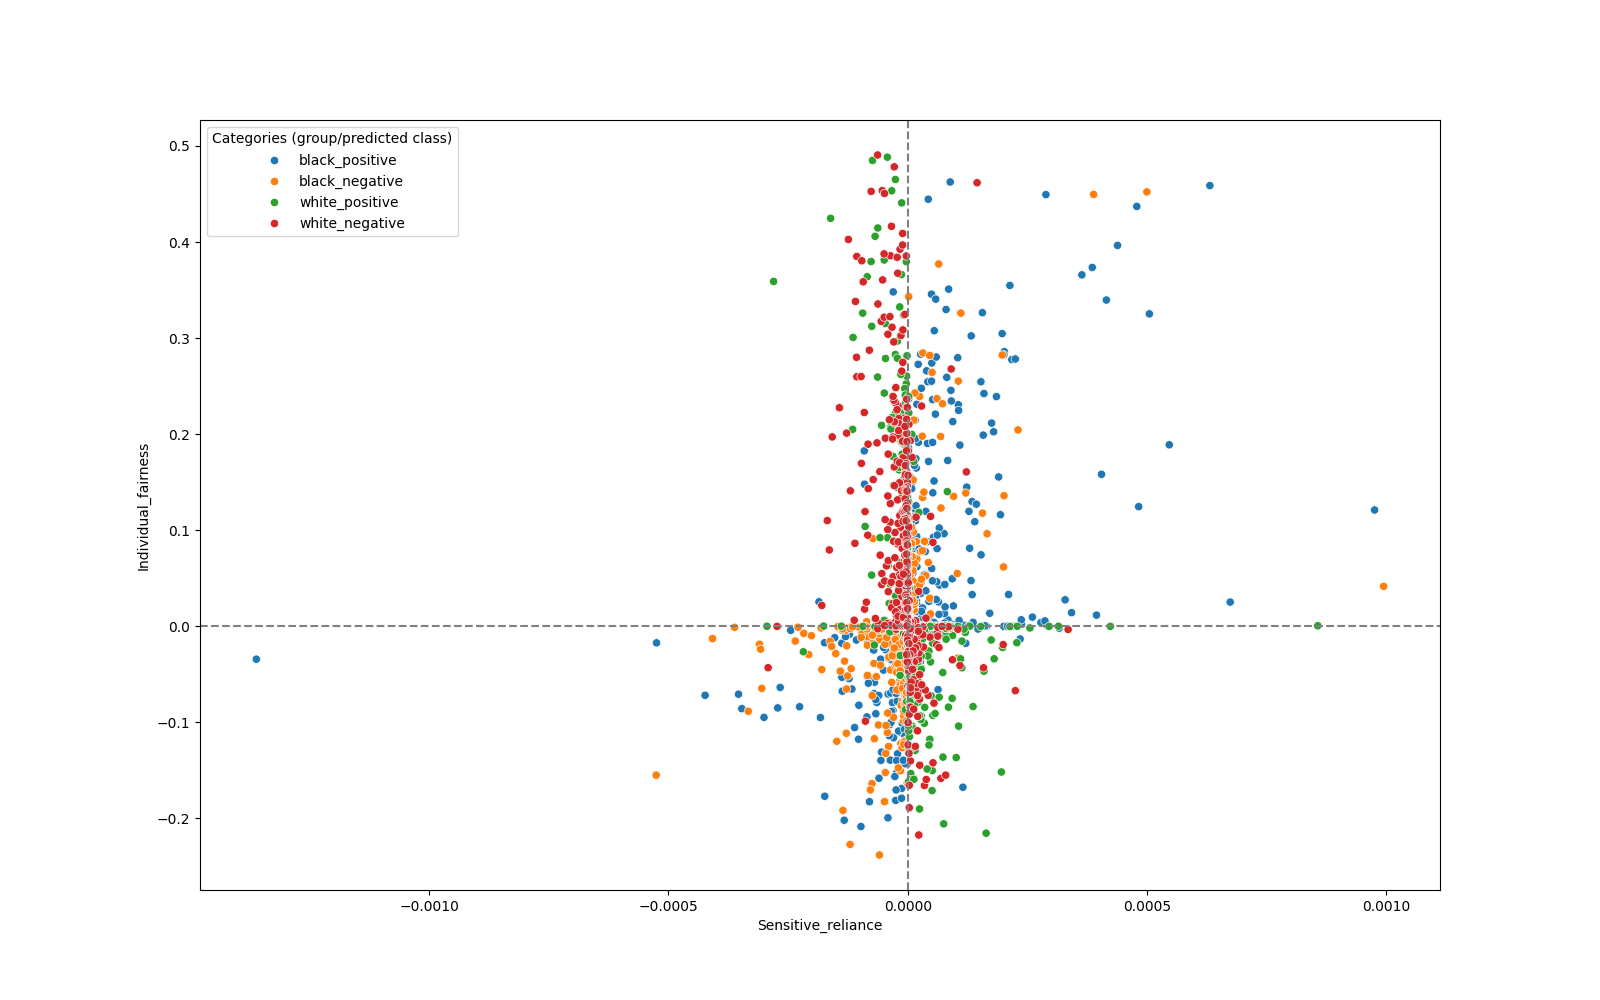 Categories (group/predicted class)
black_positive
black_negative
white_positive
white_negative
0.5
0.4
0.3
0.2
0.1
0.0
−0.1
−0.2
Individual_fairness
−0.0010
−0.0005
0.0000
0.0005
0.0010
Sensitive_reliance